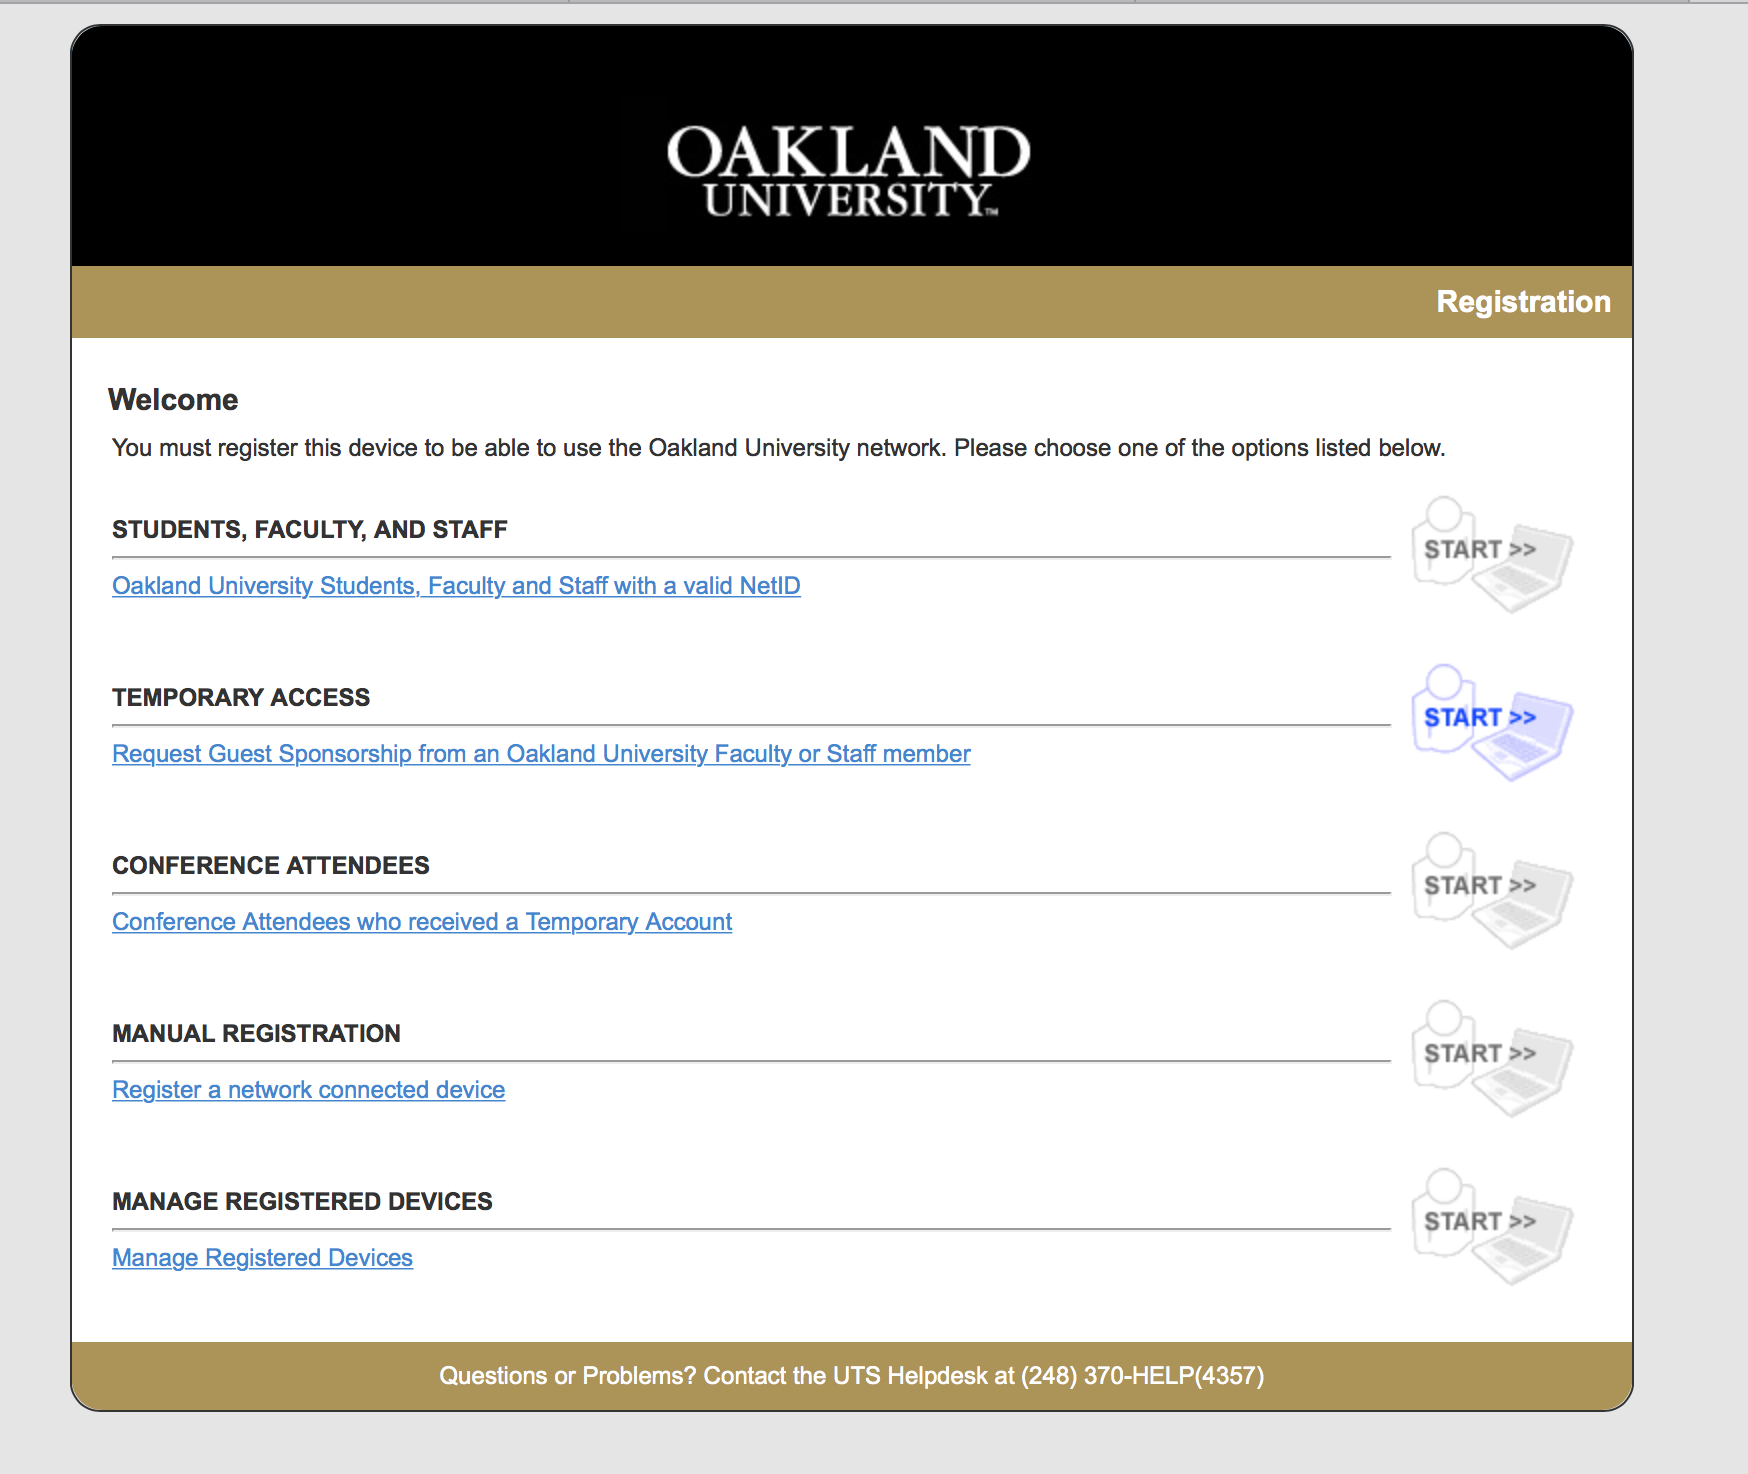 OAKLAND
UNIVERSITY™
Registration
Welcome
You must register this device to be able to use the Oakland University network. Please choose one of the options listed below.
STUDENTS, FACULTY, AND STAFF
START >>
Oakland University Students, Faculty and Staff with a valid NetID
TEMPORARY ACCESS
START >>
Request Guest Sponsorship from an Oakland University Faculty or Staff member
CONFERENCE ATTENDEES
START >>
Conference Attendees who received a Temporary Account
MANUAL REGISTRATION
START >>
Register a network connected device
MANAGE REGISTERED DEVICES
START >>
Manage Registered Devices
Questions or Problems? Contact the UTS Helpdesk at (248) 370-HELP(4357)